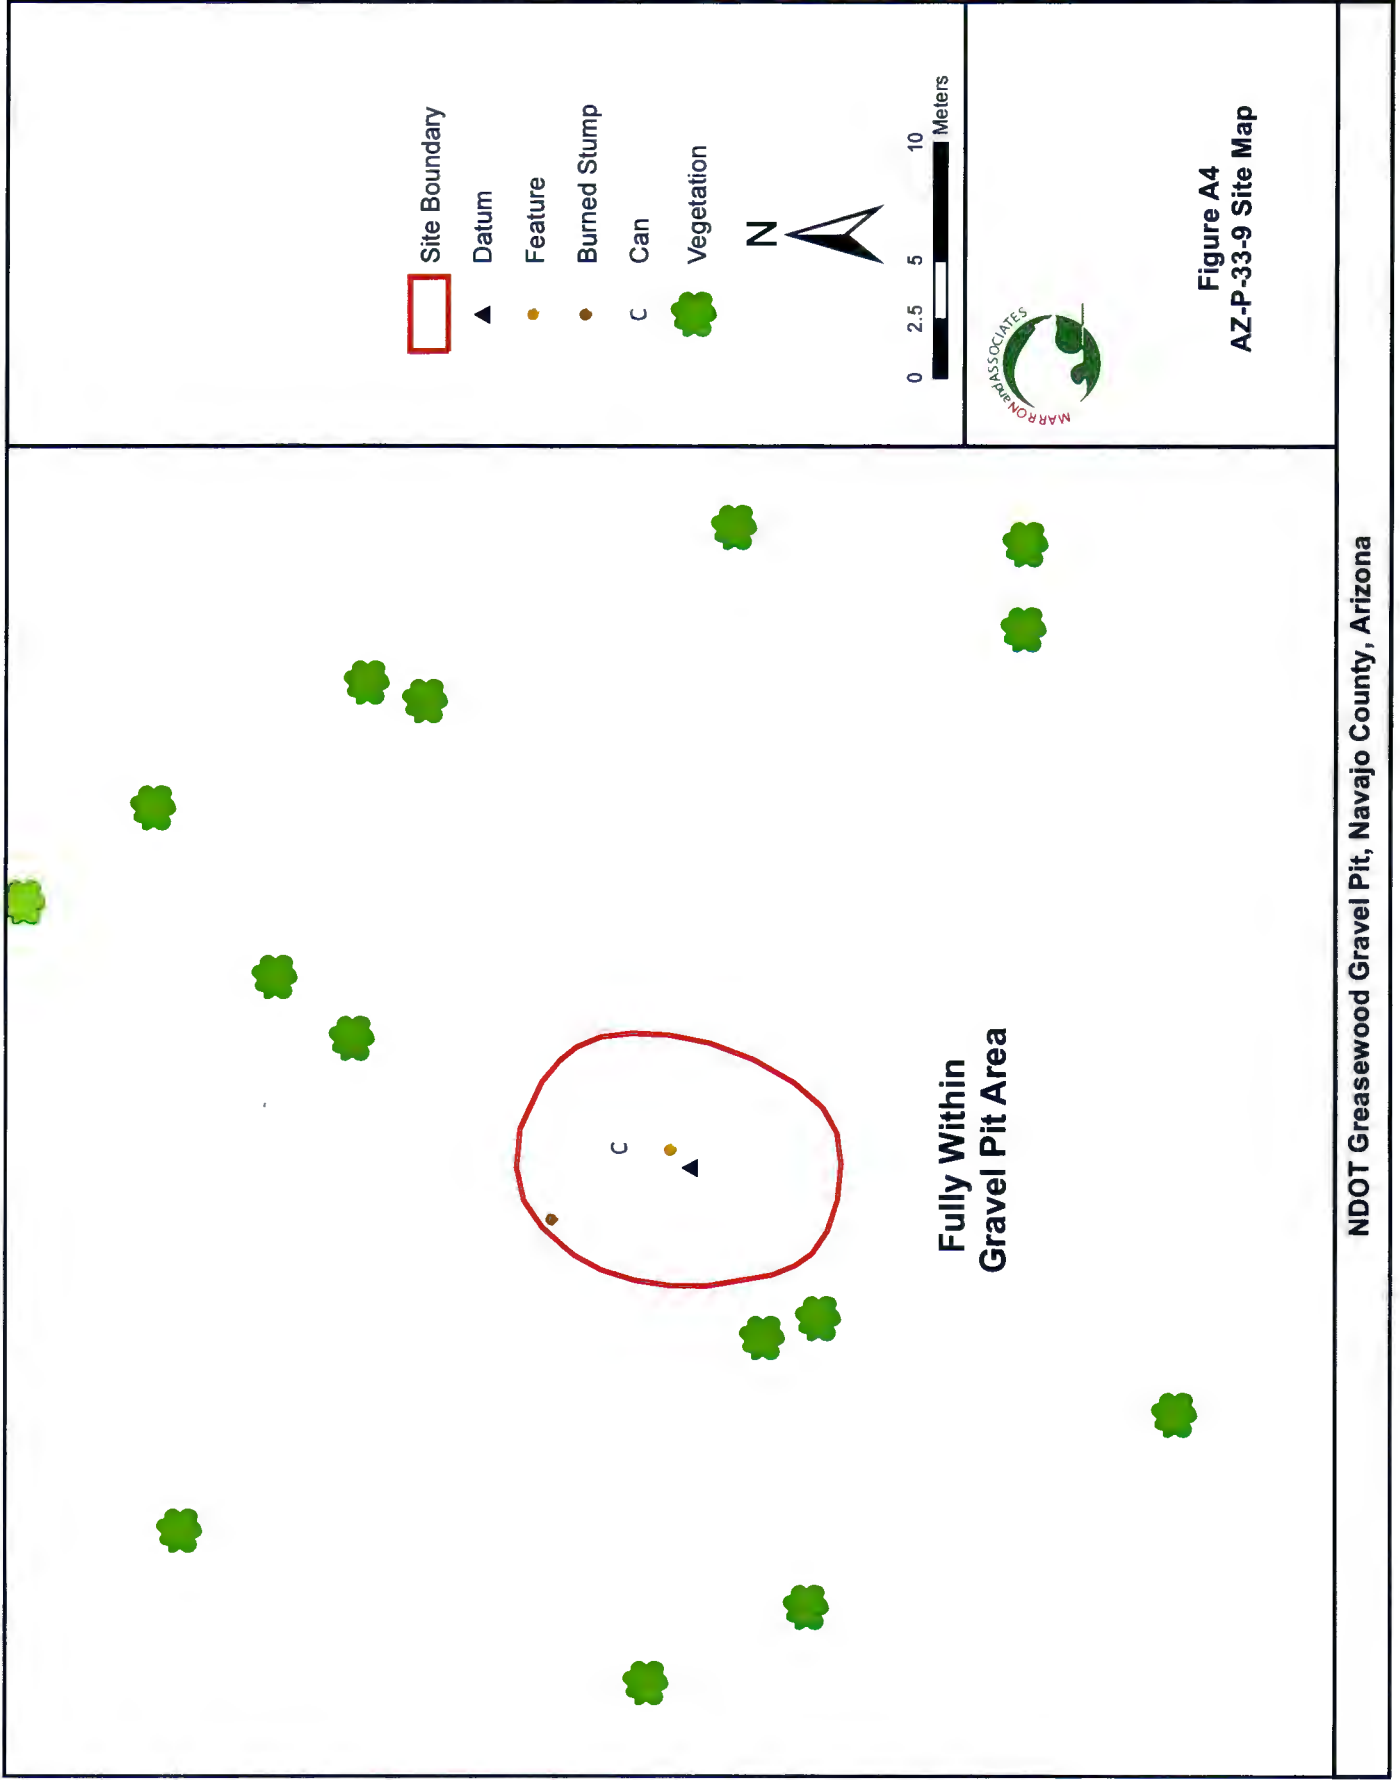 C
Fully Within
Gravel Pit Area
Site Boundary
Datum
Feature
Burned Stump
C Can
Vegetation
N
0 2.5 5 10
Meters
MARRON and ASSOCIATES
Figure A4
AZ-P-33-9 Site Map
NDOT Greasewood Gravel Pit, Navajo County, Arizona